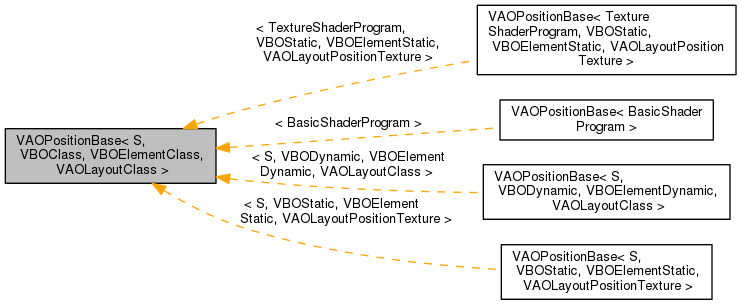 VAOPositionBase< S,
VBOClass, VBOElementClass,
VAOLayoutClass >
< TextureShaderProgram,
VBOStatic, VBOElementStatic,
VAOLayoutPositionTexture >
VAOPositionBase< Texture
ShaderProgram, VBOStatic,
VBOElementStatic, VAOLayoutPosition
Texture >
< BasicShaderProgram >
VAOPositionBase< BasicShader
Program >
< S, VBODynamic, VBOElement
Dynamic, VAOLayoutClass >
VAOPositionBase< S,
VBODynamic, VBOElementDynamic,
VAOLayoutClass >
< S, VBOStatic, VBOElement
Static, VAOLayoutPositionTexture >
VAOPositionBase< S,
VBOStatic, VBOElementStatic,
VAOLayoutPositionTexture >